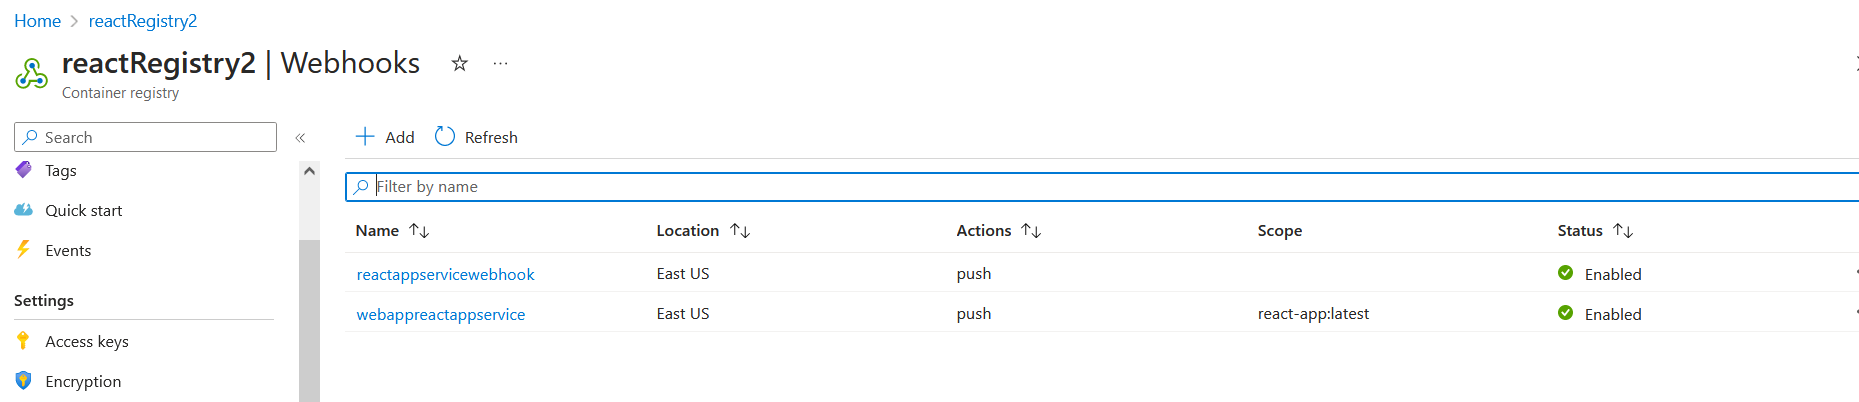 Home > reactRegistry2
reactRegistry2 | Webhooks
Container registry
Search
Add Refresh
Tags
Filter by name
Quick start
Name Location Actions Scope Status
Events
reactappservicewebhook East US push Enabled
Settings
webappreactappservice East US push react-app:latest Enabled
Access keys
Encryption